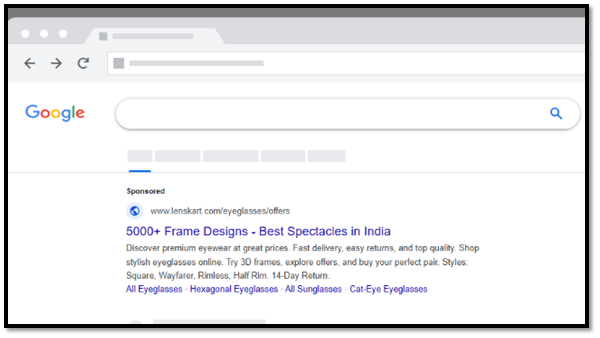 Google
Sponsored
www.lenskart.com/eyeglasses/offers
5000+ Frame Designs - Best Spectacles in India
Discover premium eyewear at great prices. Fast delivery, easy returns, and top quality. Shop
stylish eyeglasses online. Try 3D frames, explore offers, and buy your perfect pair. Styles:
Square, Wayfarer, Rimless, Half Rim. 14-Day Return.
All Eyeglasses · Hexagonal Eyeglasses · All Sunglasses · Cat-Eye Eyeglasses